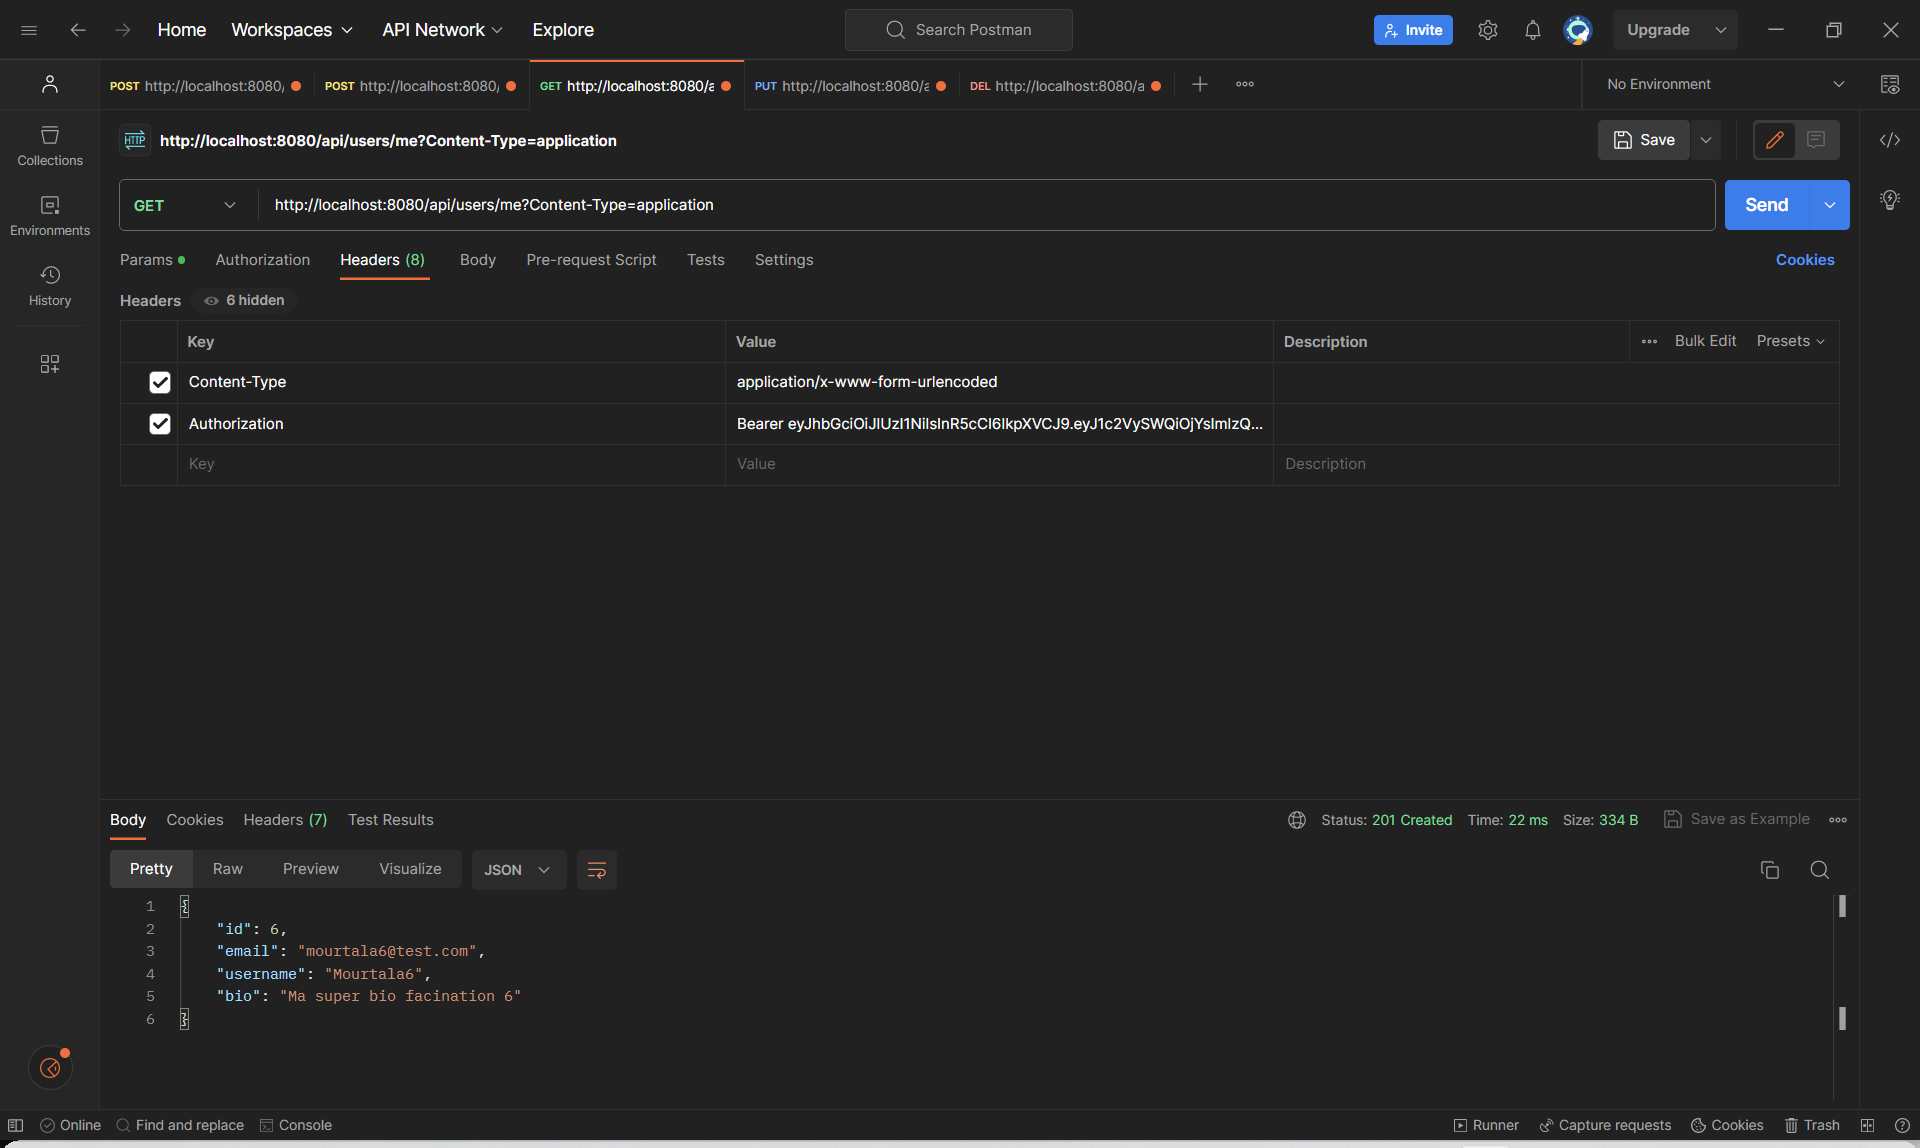 Home Workspaces API Network Explore Search Postman Invite Upgrade
POST http://localhost:8080/ POST http://localhost:8080/ GET http://localhost:8080/a PUT http://localhost:8080/a DEL http://localhost:8080/a No Environment
HTTP http://localhost:8080/api/users/me?Content-Type=application Save
Collections
Environments
History
GET http://localhost:8080/api/users/me?Content-Type=application Send
Params Authorization Headers (8) Body Pre-request Script Tests Settings Cookies
Headers 6 hidden
Key Value Description Bulk Edit Presets
Content-Type application/x-www-form-urlencoded
Authorization Bearer eyJhbGciOiJIUzI1NiIsInR5cCI6IkpXVCJ9.eyJ1c2VySWQiOjYsImlzQ...
Key Value Description
Body Cookies Headers (7) Test Results Status: 201 Created Time: 22 ms Size: 334 B Save as Example
Pretty Raw Preview Visualize JSON
1 {
2 "id": 6,
3 "email": "mourtala6@test.com",
4 "username": "Mourtala6",
5 "bio": "Ma super bio facination 6"
6 }
Online Find and replace Console Runner Capture requests Cookies Trash